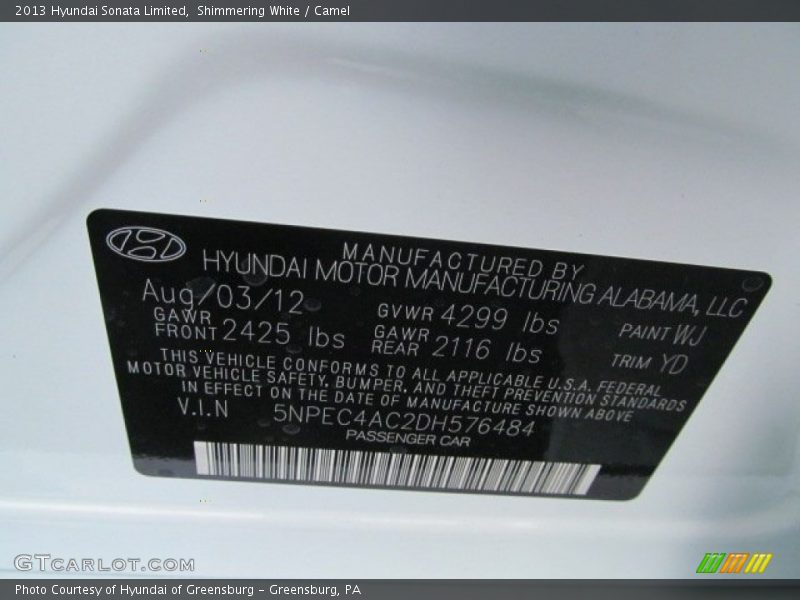 2013 Hyundai Sonata Limited, Shimmering White / Camel
MANUFACTURED BY
HYUNDAI MOTOR MANUFACTURING ALABAMA, LLC
Aug/03/12
GVWR 4299 lbs
PAINT WJ
GAWR FRONT 2425 lbs
GAWR REAR 2116 lbs
TRIM YD
THIS VEHICLE CONFORMS TO ALL APPLICABLE U.S.A. FEDERAL
MOTOR VEHICLE SAFETY, BUMPER, AND THEFT PREVENTION STANDARDS
IN EFFECT ON THE DATE OF MANUFACTURE SHOWN ABOVE
V.I.N 5NPEC4AC2DH576484
PASSENGER CAR
GTCARLOT.COM
Photo Courtesy of Hyundai of Greensburg - Greensburg, PA